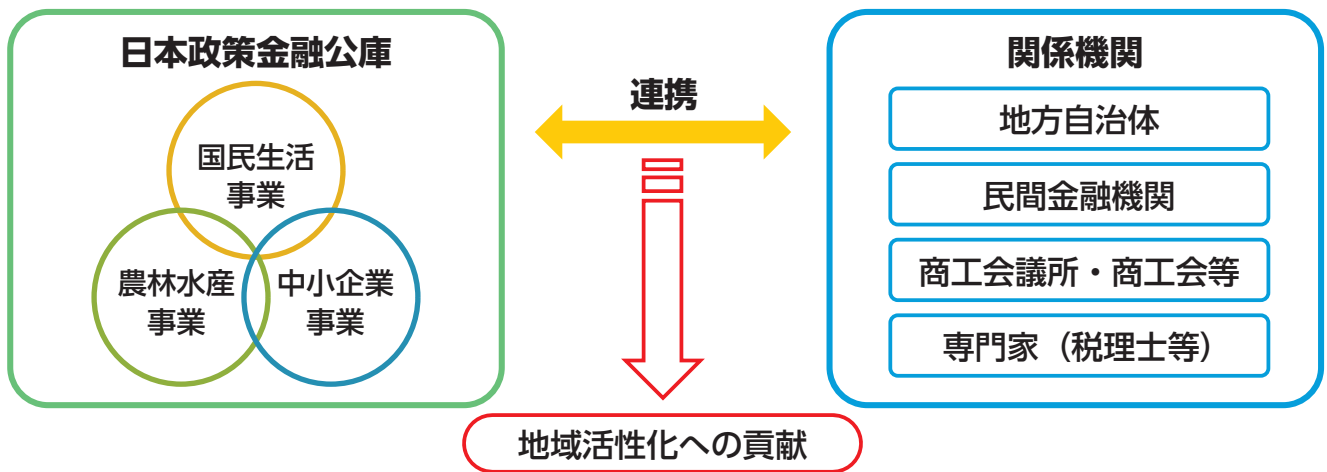 日本政策金融公庫
国民生活
事業
農林水産
事業
中小企業
事業
連携
関係機関
地方自治体
民間金融機関
商工会議所・商工会等
専門家（税理士等）
地域活性化への貢献